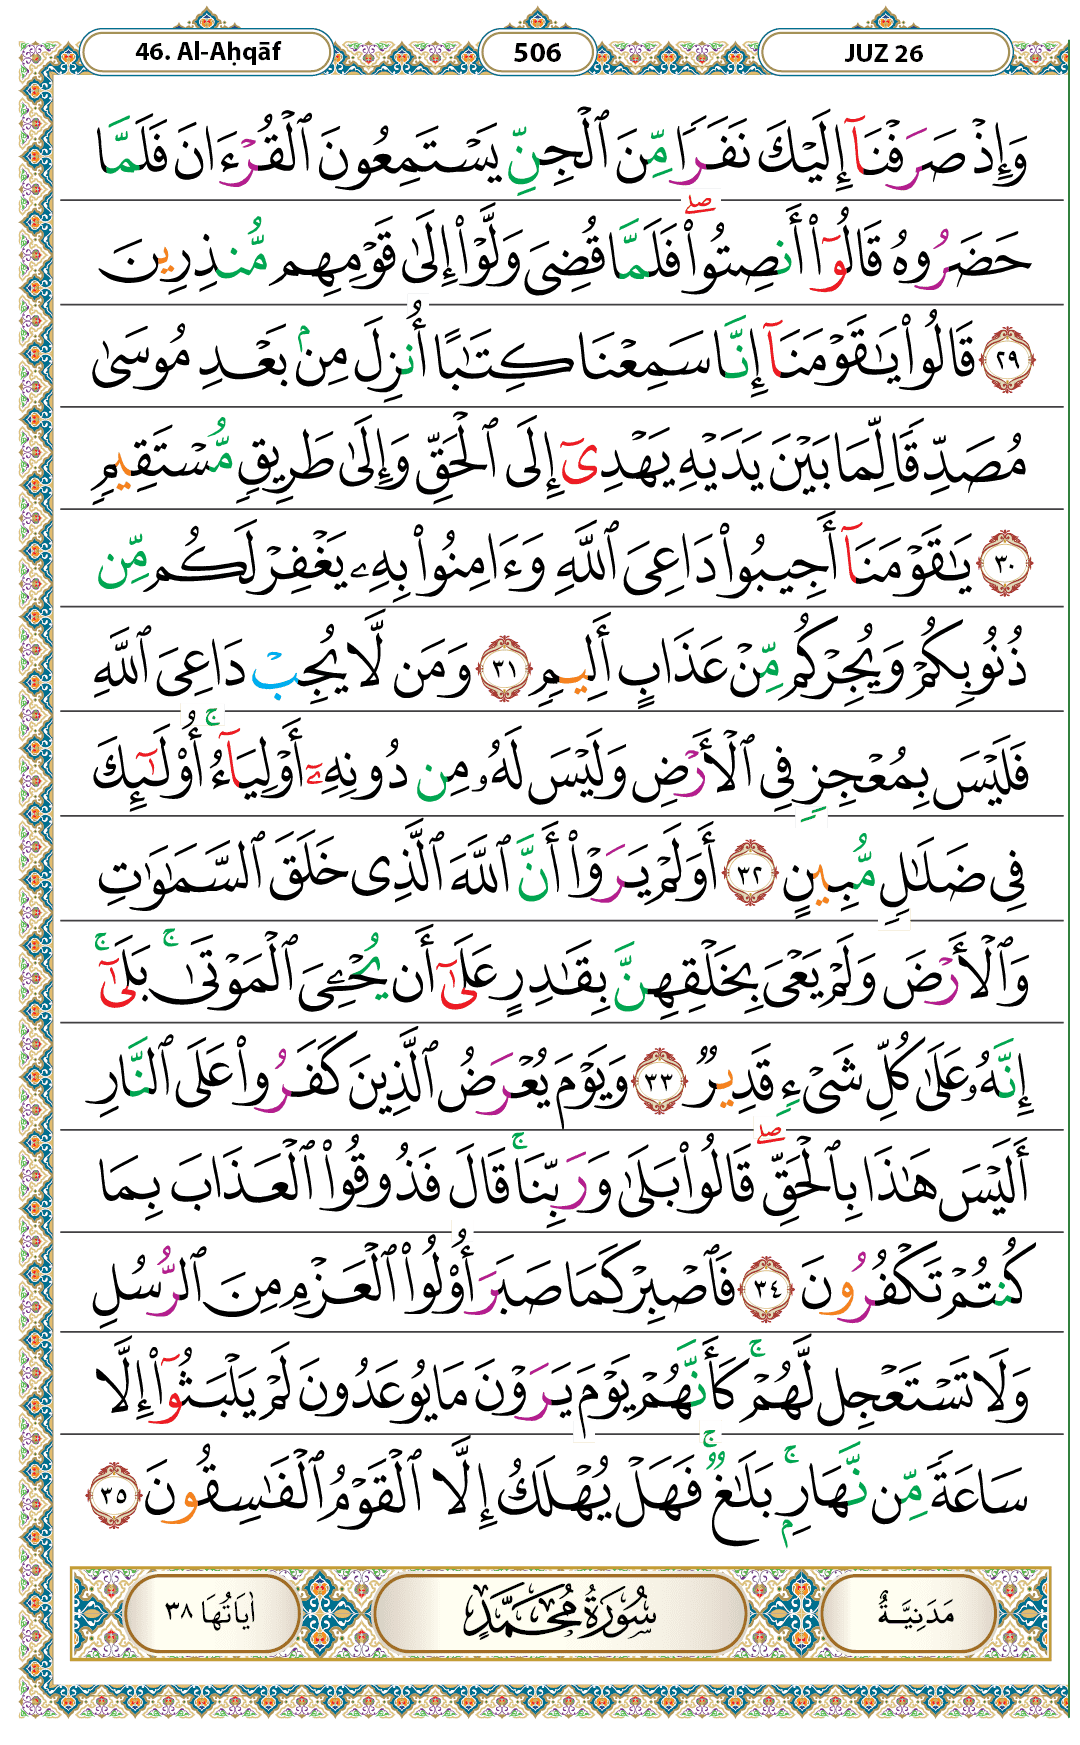 46. Al-Aḥqāf
506
JUZ 26
وَإِذْ صَرَفْنَآ إِلَيْكَ نَفَرًا مِّنَ ٱلْجِنِّ يَسْتَمِعُونَ ٱلْقُرْءَانَ فَلَمَّا
حَضَرُوهُ قَالُوٓا۟ أَنصِتُوا۟ ۖ فَلَمَّا قُضِىَ وَلَّوْا۟ إِلَىٰ قَوْمِهِم مُّنذِرِينَ
٢٩ قَالُوا۟ يَـٰقَوْمَنَآ إِنَّا سَمِعْنَا كِتَـٰبًا أُنزِلَ مِنۢ بَعْدِ مُوسَىٰ
مُصَدِّقًا لِّمَا بَيْنَ يَدَيْهِ يَهْدِىٓ إِلَى ٱلْحَقِّ وَإِلَىٰ طَرِيقٍ مُّسْتَقِيمٍ
٣٠ يَـٰقَوْمَنَآ أَجِيبُوا۟ دَاعِىَ ٱللَّهِ وَءَامِنُوا۟ بِهِۦ يَغْفِرْ لَكُم مِّن
ذُنُوبِكُمْ وَيُجِرْكُم مِّنْ عَذَابٍ أَلِيمٍ ٣١ وَمَن لَّا يُجِبْ دَاعِىَ ٱللَّهِ
فَلَيْسَ بِمُعْجِزٍ فِى ٱلْأَرْضِ وَلَيْسَ لَهُۥ مِن دُونِهِۦٓ أَوْلِيَآءُ ۚ أُو۟لَـٰٓئِكَ
فِى ضَلَـٰلٍ مُّبِينٍ ٣٢ أَوَلَمْ يَرَوْا۟ أَنَّ ٱللَّهَ ٱلَّذِى خَلَقَ ٱلسَّمَـٰوَٰتِ
وَٱلْأَرْضَ وَلَمْ يَعْىَ بِخَلْقِهِنَّ بِقَـٰدِرٍ عَلَىٰٓ أَن يُحْـِۧىَ ٱلْمَوْتَىٰ ۚ بَلَىٰٓ ۚ
إِنَّهُۥ عَلَىٰ كُلِّ شَىْءٍ قَدِيرٌ ٣٣ وَيَوْمَ يُعْرَضُ ٱلَّذِينَ كَفَرُوا۟ عَلَى ٱلنَّارِ
أَلَيْسَ هَـٰذَا بِٱلْحَقِّ ۖ قَالُوا۟ بَلَىٰ وَرَبِّنَا ۚ قَالَ فَذُوقُوا۟ ٱلْعَذَابَ بِمَا
كُنتُمْ تَكْفُرُونَ ٣٤ فَٱصْبِرْ كَمَا صَبَرَ أُو۟لُوا۟ ٱلْعَزْمِ مِنَ ٱلرُّسُلِ
وَلَا تَسْتَعْجِل لَّهُمْ ۚ كَأَنَّهُمْ يَوْمَ يَرَوْنَ مَا يُوعَدُونَ لَمْ يَلْبَثُوٓا۟ إِلَّا
سَاعَةً مِّن نَّهَارٍۭ ۚ بَلَـٰغٌ ۚ فَهَلْ يُهْلَكُ إِلَّا ٱلْقَوْمُ ٱلْفَـٰسِقُونَ ٣٥
مَدَنِيَّةٌ
سُورَةُ مُحَمَّدٍ
اٰيَاتُهَا ٣٨